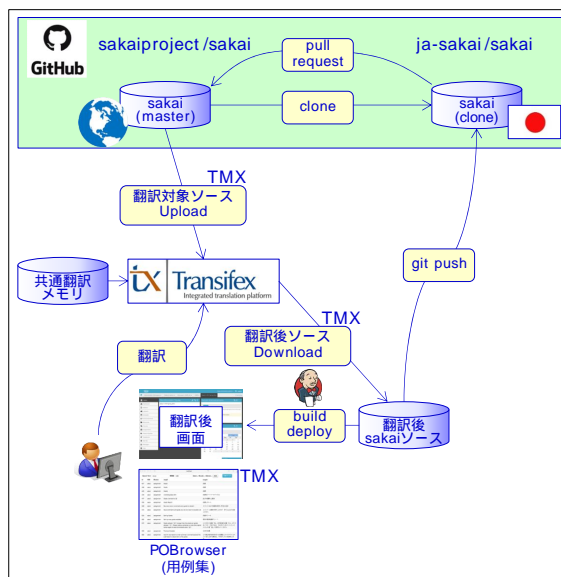 sakaiproject /sakai
pull
request
ja-sakai /sakai
GitHub
sakai
(master)
clone
sakai
(clone)
TMX
翻訳対象ソース
Upload
共通翻訳
メモリ
Transifex
Integrated translation platform
git push
TMX
翻訳後ソース
Download
翻訳
翻訳後
画面
build
deploy
翻訳後
sakaiソース
TMX
POBrowser
(用例集)